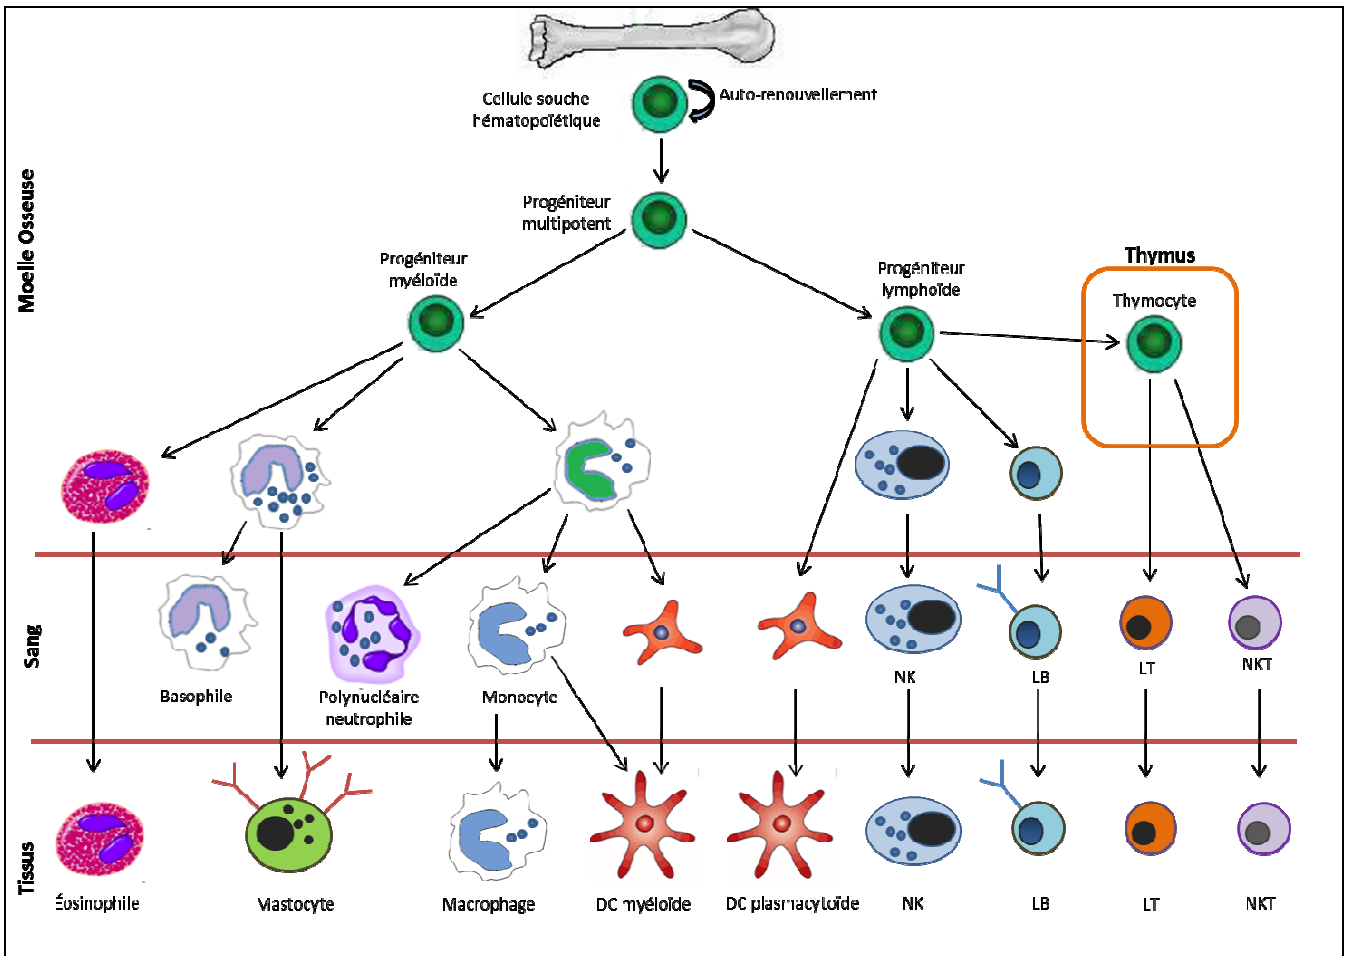 Cellule souche
hématopoïétique
Auto-renouvellement
Moelle Osseuse
Progéniteur
multipotent
Progéniteur
myéloïde
Progéniteur
lymphoïde
Thymus
Thymocyte
Sang
Basophile
Polynucléaire
neutrophile
Monocyte
NK
LB
LT
NKT
Tissus
Éosinophile
Mastocyte
Macrophage
DC myéloïde
DC plasmacytoïde
NK
LB
LT
NKT